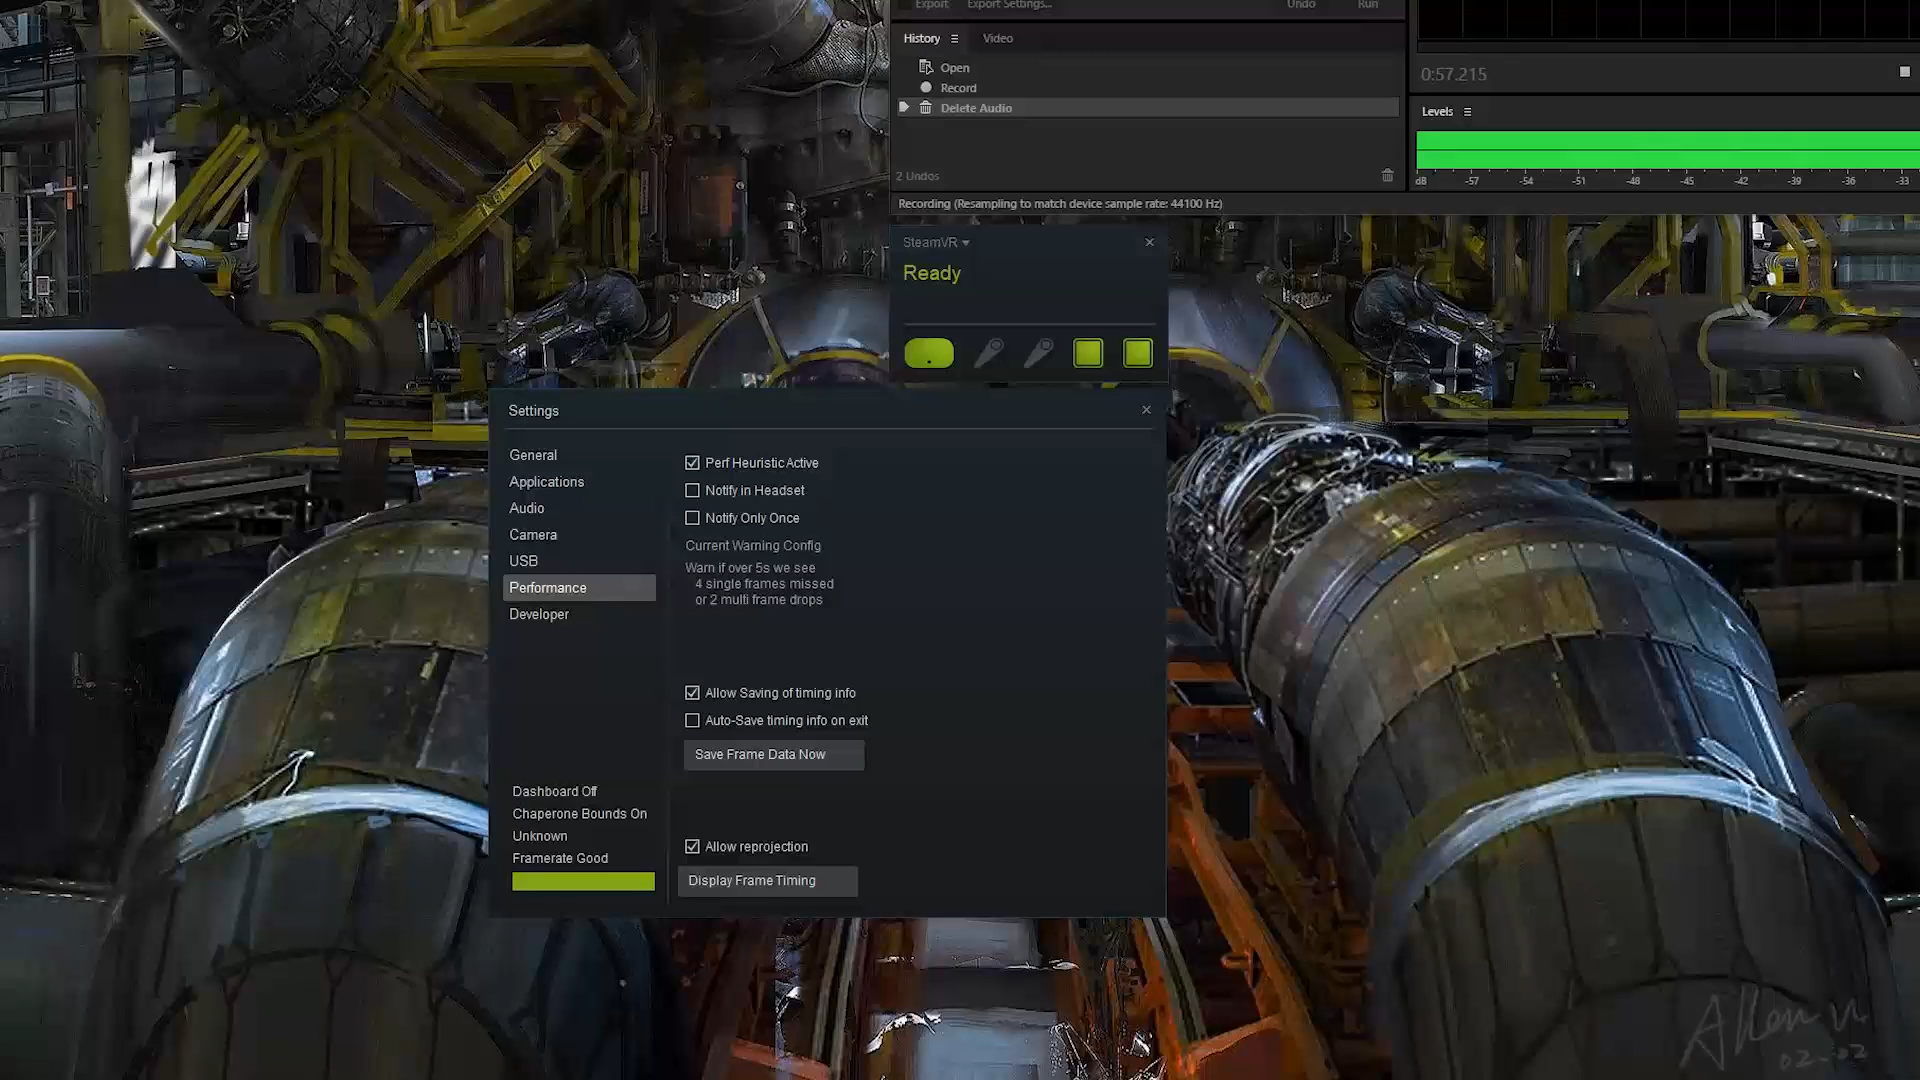 Export Export Settings... Undo Run
History Video
Open
Record
Delete Audio
2 Undos
Recording (Resampling to match device sample rate: 44100 Hz)
0:57.215
Levels
dB -57 -54 -51 -48 -45 -42 -39 -36 -33
SteamVR
Ready
Settings
General
Applications
Audio
Camera
USB
Performance
Developer
Perf Heuristic Active
Notify in Headset
Notify Only Once
Current Warning Config
Warn if over 5s we see
4 single frames missed
or 2 multi frame drops
Allow Saving of timing info
Auto-Save timing info on exit
Save Frame Data Now
Dashboard Off
Chaperone Bounds On
Unknown
Framerate Good
Allow reprojection
Display Frame Timing
02-02